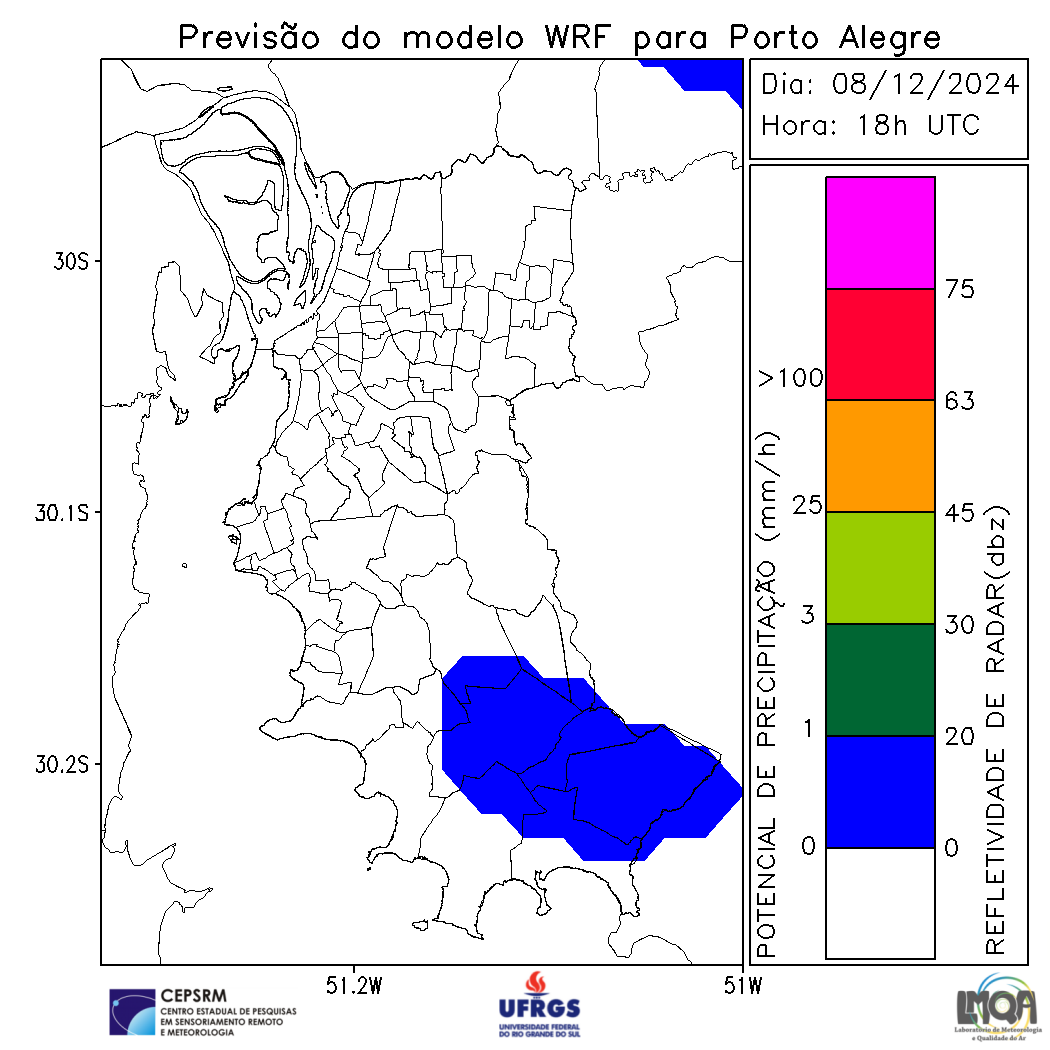 Previsão do modelo WRF para Porto Alegre
Dia: 08/12/2024
Hora: 18h UTC
30S
30.1S
30.2S
51.2W
51W
POTENCIAL DE PRECIPITAÇÃO (mm/h)
>100
25
3
1
0
75
63
45
30
20
0
REFLETIVIDADE DE RADAR(dbz)
CEPSRM
CENTRO ESTADUAL DE PESQUISAS
EM SENSORIAMENTO REMOTO
E METEOROLOGIA
UFRGS
UNIVERSIDADE FEDERAL
DO RIO GRANDE DO SUL
LMQA
Laboratório de Meteorologia
e Qualidade do Ar